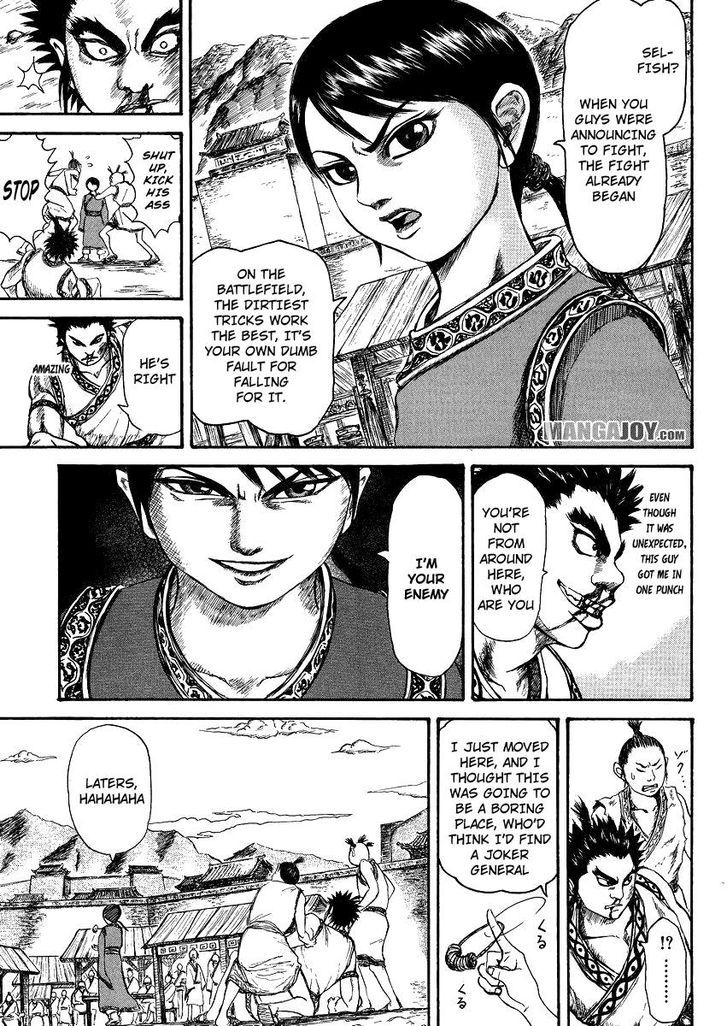 SEL-
FISH?
WHEN YOU
GUYS WERE
ANNOUNCING
TO FIGHT,
THE FIGHT
ALREADY
BEGAN
ON THE
BATTLEFIELD,
THE DIRTIEST
TRICKS WORK
THE BEST, IT'S
YOUR OWN DUMB
FAULT FOR
FALLING
FOR IT.
MANGAJOY.COM
SHUT
UP,
KICK
HIS
ASS
STOP
HE'S
RIGHT
AMAZING
EVEN
THOUGH
IT WAS
UNEXPECTED,
THIS GUY
GOT ME IN
ONE PUNCH
YOU'RE
NOT
FROM
AROUND
HERE,
WHO
ARE YOU
I'M
YOUR
ENEMY
!?
........
I JUST MOVED
HERE, AND I
THOUGHT THIS
WAS GOING TO
BE A BORING
PLACE, WHO'D
THINK I'D FIND
A JOKER
GENERAL
くる
くる
LATERS,
HAHAHAHA